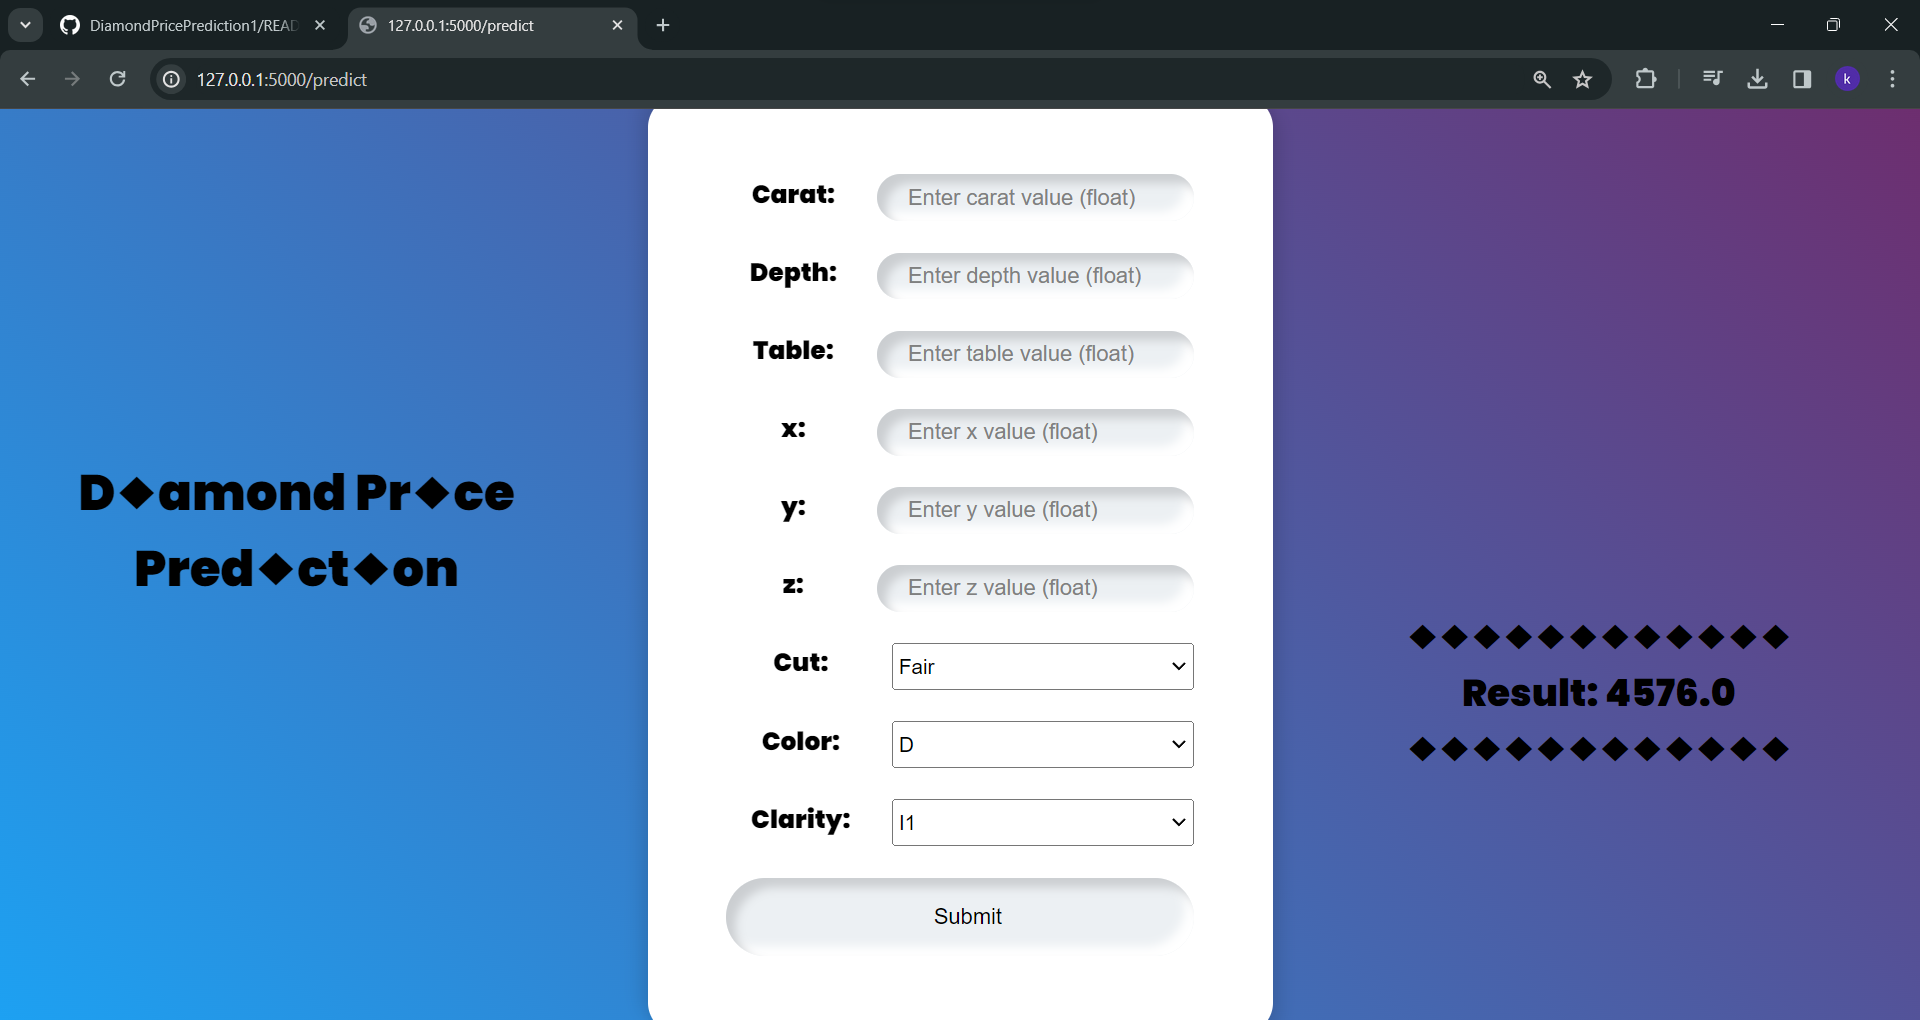 DiamondPricePrediction1/READ
127.0.0.1:5000/predict
127.0.0.1:5000/predict
k
Carat: Enter carat value (float)
Depth: Enter depth value (float)
Table: Enter table value (float)
x: Enter x value (float)
y: Enter y value (float)
z: Enter z value (float)
Cut: Fair
Color: D
Clarity: I1
Submit
D◆amond Pr◆ce
Pred◆ct◆on
◆◆◆◆◆◆◆◆◆◆◆◆
Result: 4576.0
◆◆◆◆◆◆◆◆◆◆◆◆